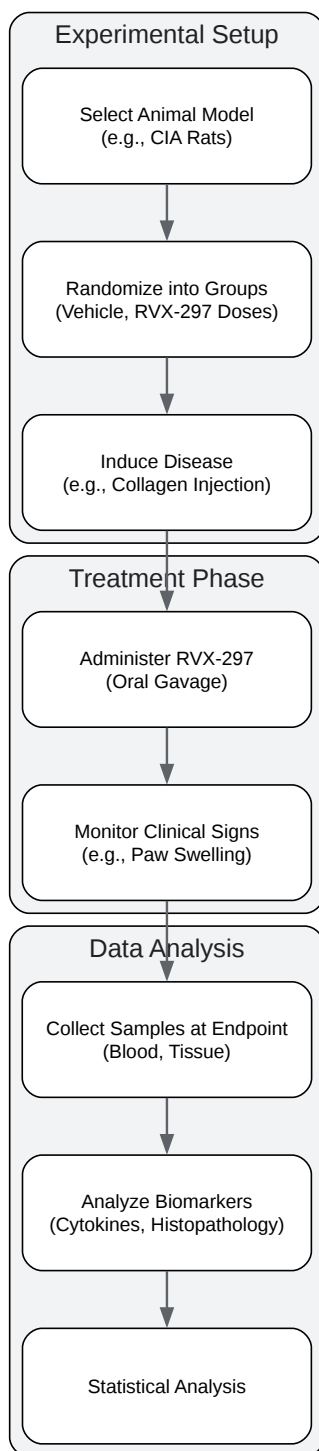 Experimental Setup
Select Animal Model
(e.g., CIA Rats)
Randomize into Groups
(Vehicle, RVX-297 Doses)
Induce Disease
(e.g., Collagen Injection)
Treatment Phase
Administer RVX-297
(Oral Gavage)
Monitor Clinical Signs
(e.g., Paw Swelling)
Data Analysis
Collect Samples at Endpoint
(Blood, Tissue)
Analyze Biomarkers
(Cytokines, Histopathology)
Statistical Analysis